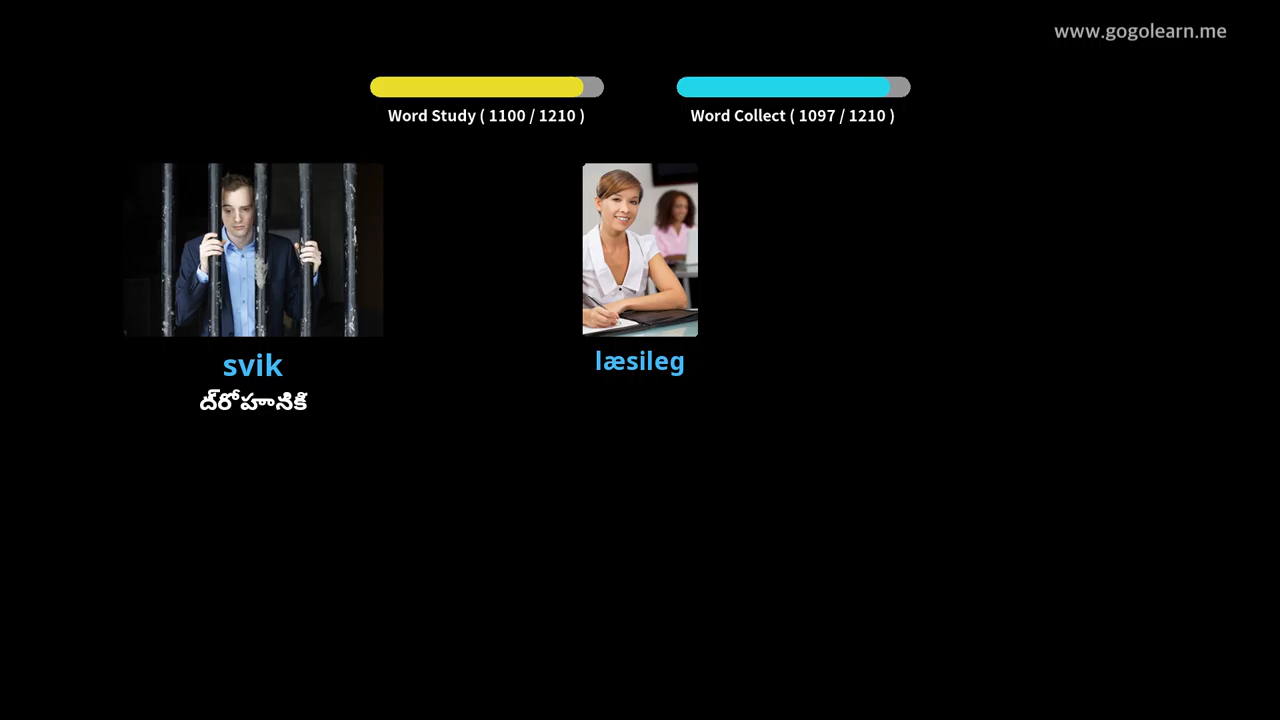 www.gogolearn.me
Word Study ( 1100 / 1210 )
Word Collect ( 1097 / 1210 )
svik
ద్రోహానికి
læsileg